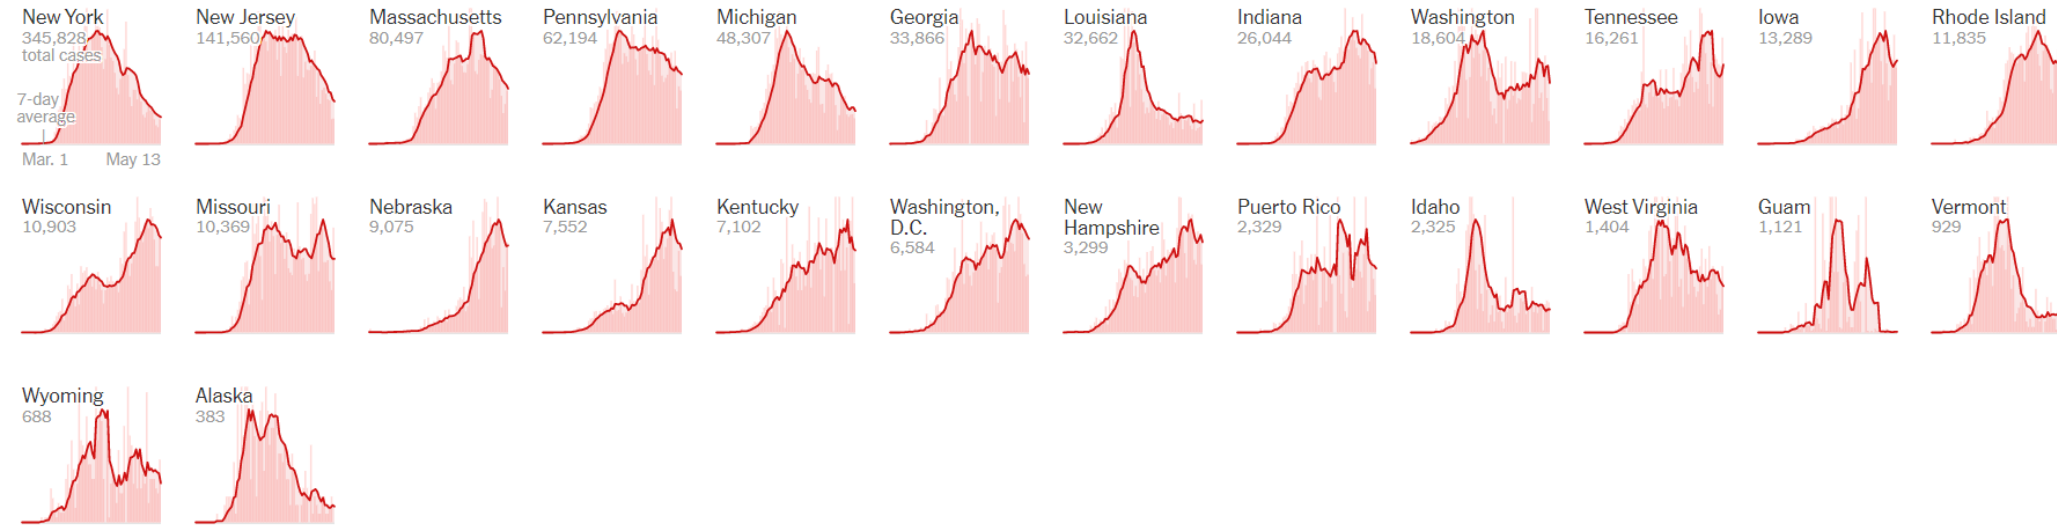 New York
345,828
total cases
7-day
average
Mar. 1 May 13
New Jersey
141,560
Massachusetts
80,497
Pennsylvania
62,194
Michigan
48,307
Georgia
33,866
Louisiana
32,662
Indiana
26,044
Washington
18,604
Tennessee
16,261
Iowa
13,289
Rhode Island
11,835
Wisconsin
10,903
Missouri
10,369
Nebraska
9,075
Kansas
7,552
Kentucky
7,102
Washington,
D.C.
6,584
New
Hampshire
3,299
Puerto Rico
2,329
Idaho
2,325
West Virginia
1,404
Guam
1,121
Vermont
929
Wyoming
688
Alaska
383